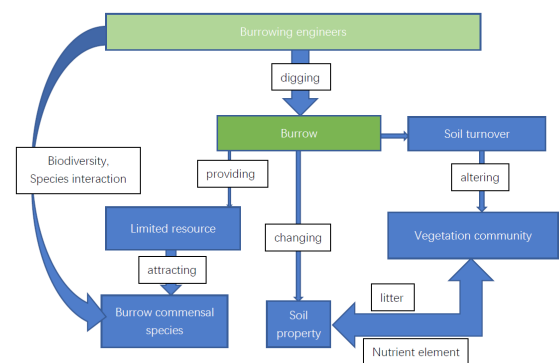 Burrowing engineers
digging
Burrow
Soil turnover
Biodiversity,
Species interaction
providing
altering
Limited resource
changing
Vegetation community
attracting
Burrow commensal
species
Soil
property
litter
Nutrient element